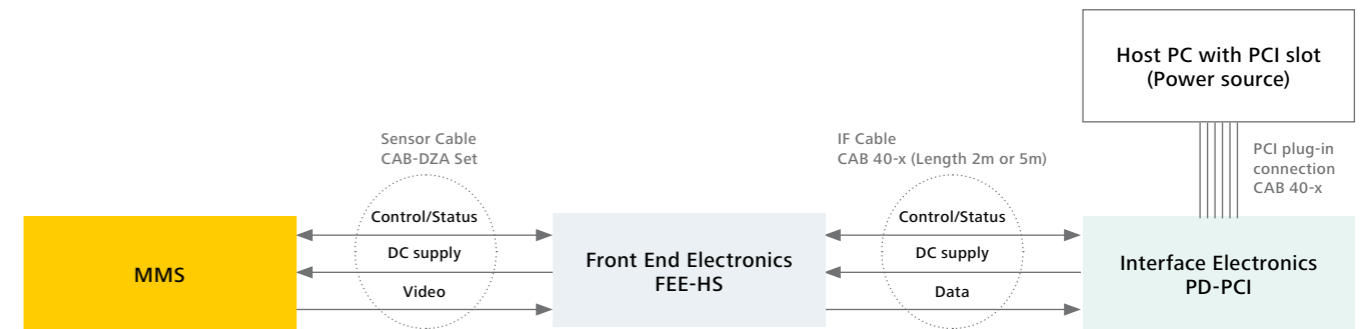 Host PC with PCI slot
(Power source)
Sensor Cable
CAB-DZA Set
IF Cable
CAB 40-x (Length 2m or 5m)
PCI plug-in
connection
CAB 40-x
MMS
Control/Status
DC supply
Video
Front End Electronics
FEE-HS
Control/Status
DC supply
Data
Interface Electronics
PD-PCI